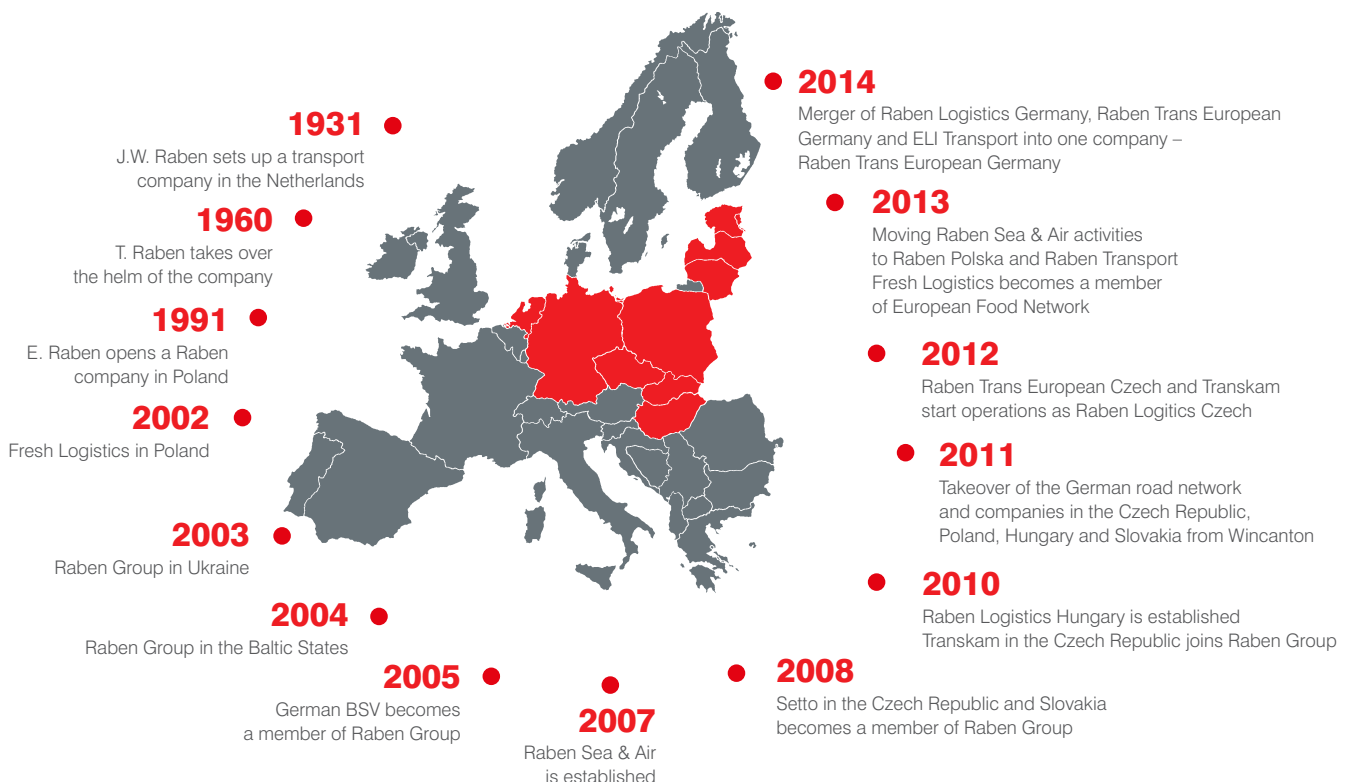 1931
J.W. Raben sets up a transport
company in the Netherlands
1960
T. Raben takes over
the helm of the company
1991
E. Raben opens a Raben
company in Poland
2002
Fresh Logistics in Poland
2003
Raben Group in Ukraine
2004
Raben Group in the Baltic States
2005
German BSV becomes
a member of Raben Group
2007
Raben Sea & Air
is established
2008
Setto in the Czech Republic and Slovakia
becomes a member of Raben Group
2010
Raben Logistics Hungary is established
Transkam in the Czech Republic joins Raben Group
2011
Takeover of the German road network
and companies in the Czech Republic,
Poland, Hungary and Slovakia from Wincanton
2012
Raben Trans European Czech and Transkam
start operations as Raben Logitics Czech
2013
Moving Raben Sea & Air activities
to Raben Polska and Raben Transport
Fresh Logistics becomes a member
of European Food Network
2014
Merger of Raben Logistics Germany, Raben Trans European
Germany and ELI Transport into one company –
Raben Trans European Germany